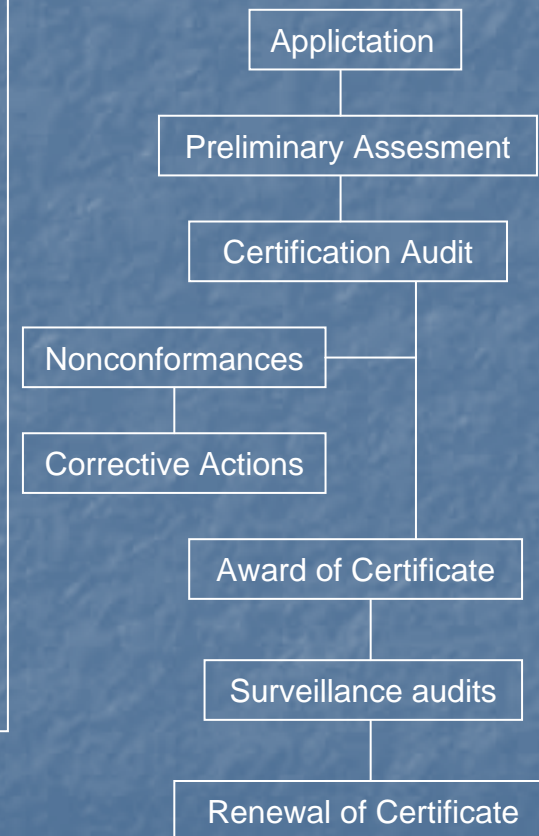 Applictation
Preliminary Assesment
Certification Audit
Nonconformances
Corrective Actions
Award of Certificate
Surveillance audits
Renewal of Certificate